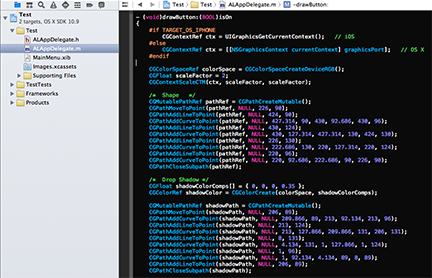 Test
2 targets, OS X SDK 10.9
Test
ALAppDelegate.h
ALAppDelegate.m
MainMenu.xib
Images.xcassets
Supporting Files
TestTests
Frameworks
Products
Test
Test
ALAppDelegate.m
-drawButton:
- (void)drawButton:(BOOL)isOn
{
#if TARGET_OS_IPHONE
CGContextRef ctx = UIGraphicsGetCurrentContext(); // iOS
#else
CGContextRef ctx = [[NSGraphicsContext currentContext] graphicsPort]; // OS X
#endif
CGColorSpaceRef colorSpace = CGColorSpaceCreateDeviceRGB();
CGFloat scaleFactor = 2;
CGContextScaleCTM(ctx, scaleFactor, scaleFactor);
/* Shape */
CGMutablePathRef pathRef = CGPathCreateMutable();
CGPathMoveToPoint(pathRef, NULL, 226, 90);
CGPathAddLineToPoint(pathRef, NULL, 424, 90);
CGPathAddCurveToPoint(pathRef, NULL, 427.314, 90, 430, 92.686, 430, 96);
CGPathAddLineToPoint(pathRef, NULL, 430, 124);
CGPathAddCurveToPoint(pathRef, NULL, 430, 127.314, 427.314, 130, 424, 130);
CGPathAddLineToPoint(pathRef, NULL, 226, 130);
CGPathAddCurveToPoint(pathRef, NULL, 222.686, 130, 220, 127.314, 220, 124);
CGPathAddLineToPoint(pathRef, NULL, 220, 96);
CGPathAddCurveToPoint(pathRef, NULL, 220, 92.686, 222.686, 90, 226, 90);
CGPathCloseSubpath(pathRef);
/* Drop Shadow */
CGFloat shadowColorComps[] = { 0, 0, 0, 0.35 };
CGColorRef shadowColor = CGColorCreate(colorSpace, shadowColorComps);
CGMutablePathRef shadowPath = CGPathCreateMutable();
CGPathMoveToPoint(shadowPath, NULL, 206, 89);
CGPathAddCurveToPoint(shadowPath, NULL, 209.866, 89, 213, 92.134, 213, 96);
CGPathAddLineToPoint(shadowPath, NULL, 213, 124);
CGPathAddCurveToPoint(shadowPath, NULL, 213, 127.866, 209.866, 131, 206, 131);
CGPathAddLineToPoint(shadowPath, NULL, 8, 131);
CGPathAddCurveToPoint(shadowPath, NULL, 4.134, 131, 1, 127.866, 1, 124);
CGPathAddLineToPoint(shadowPath, NULL, 1, 96);
CGPathAddCurveToPoint(shadowPath, NULL, 1, 92.134, 4.134, 89, 8, 89);
CGPathAddLineToPoint(shadowPath, NULL, 206, 89);
CGPathCloseSubpath(shadowPath);